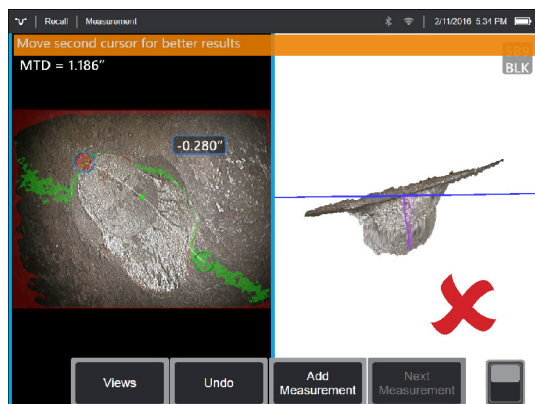 Recall | Measurement
2/11/2016 5:34 PM
Move second cursor for better results
MTD = 1.186"
BLK
-0.280"
Views
Undo
Add
Measurement
Next
Measurement